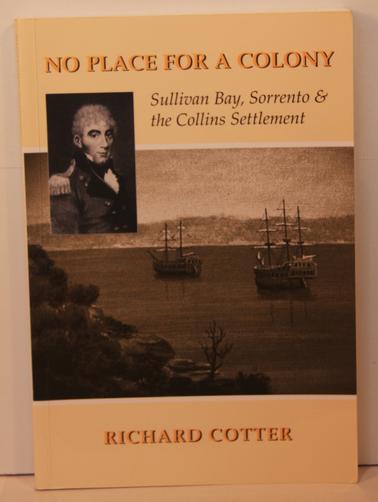 NO PLACE FOR A COLONY
Sullivan Bay, Sorrento &
the Collins Settlement
RICHARD COTTER